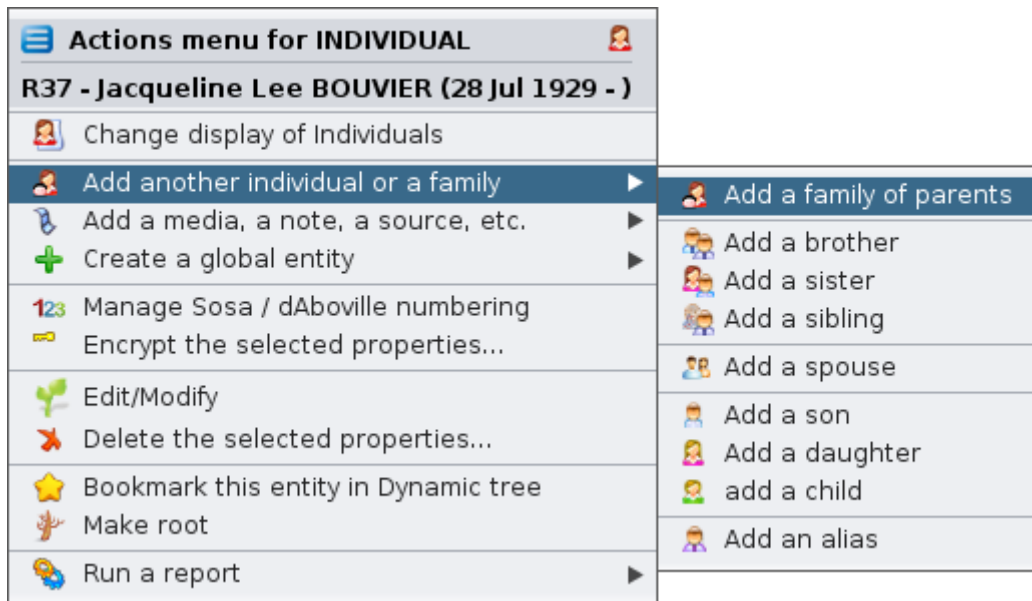 Actions menu for INDIVIDUAL
R37 - Jacqueline Lee BOUVIER (28 Jul 1929 - )
Change display of Individuals
Add another individual or a family
Add a media, a note, a source, etc.
Create a global entity
123 Manage Sosa / dAboville numbering
Encrypt the selected properties...
Edit/Modify
Delete the selected properties...
Bookmark this entity in Dynamic tree
Make root
Run a report
Add a family of parents
Add a brother
Add a sister
Add a sibling
Add a spouse
Add a son
Add a daughter
add a child
Add an alias